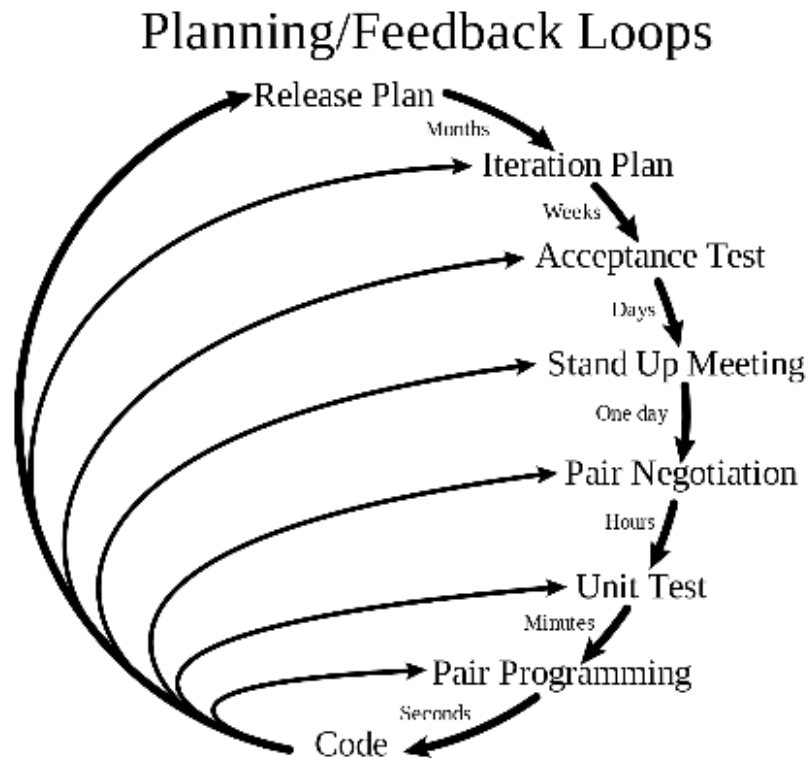 Planning/Feedback Loops
Release Plan
Months
Iteration Plan
Weeks
Acceptance Test
Days
Stand Up Meeting
One day
Pair Negotiation
Hours
Unit Test
Minutes
Pair Programming
Seconds
Code